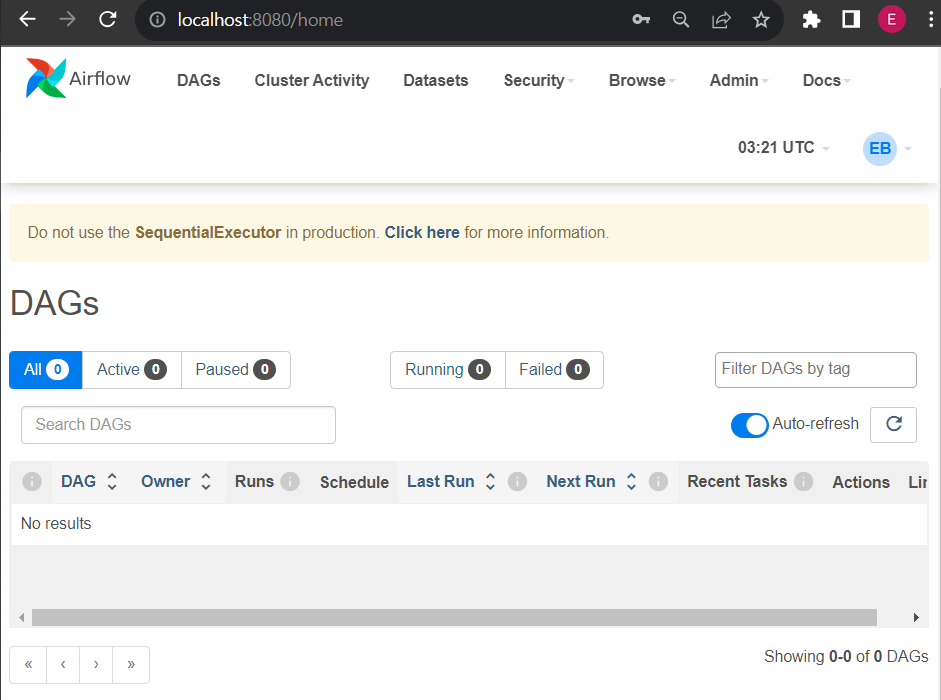 localhost:8080/home
E
Airflow DAGs Cluster Activity Datasets Security Browse Admin Docs
03:21 UTC EB
Do not use the SequentialExecutor in production. Click here for more information.
DAGs
All 0 Active 0 Paused 0 Running 0 Failed 0 Filter DAGs by tag
Search DAGs Auto-refresh
i DAG Owner Runs i Schedule Last Run i Next Run i Recent Tasks i Actions Lin
No results
« ‹ › » Showing 0-0 of 0 DAGs